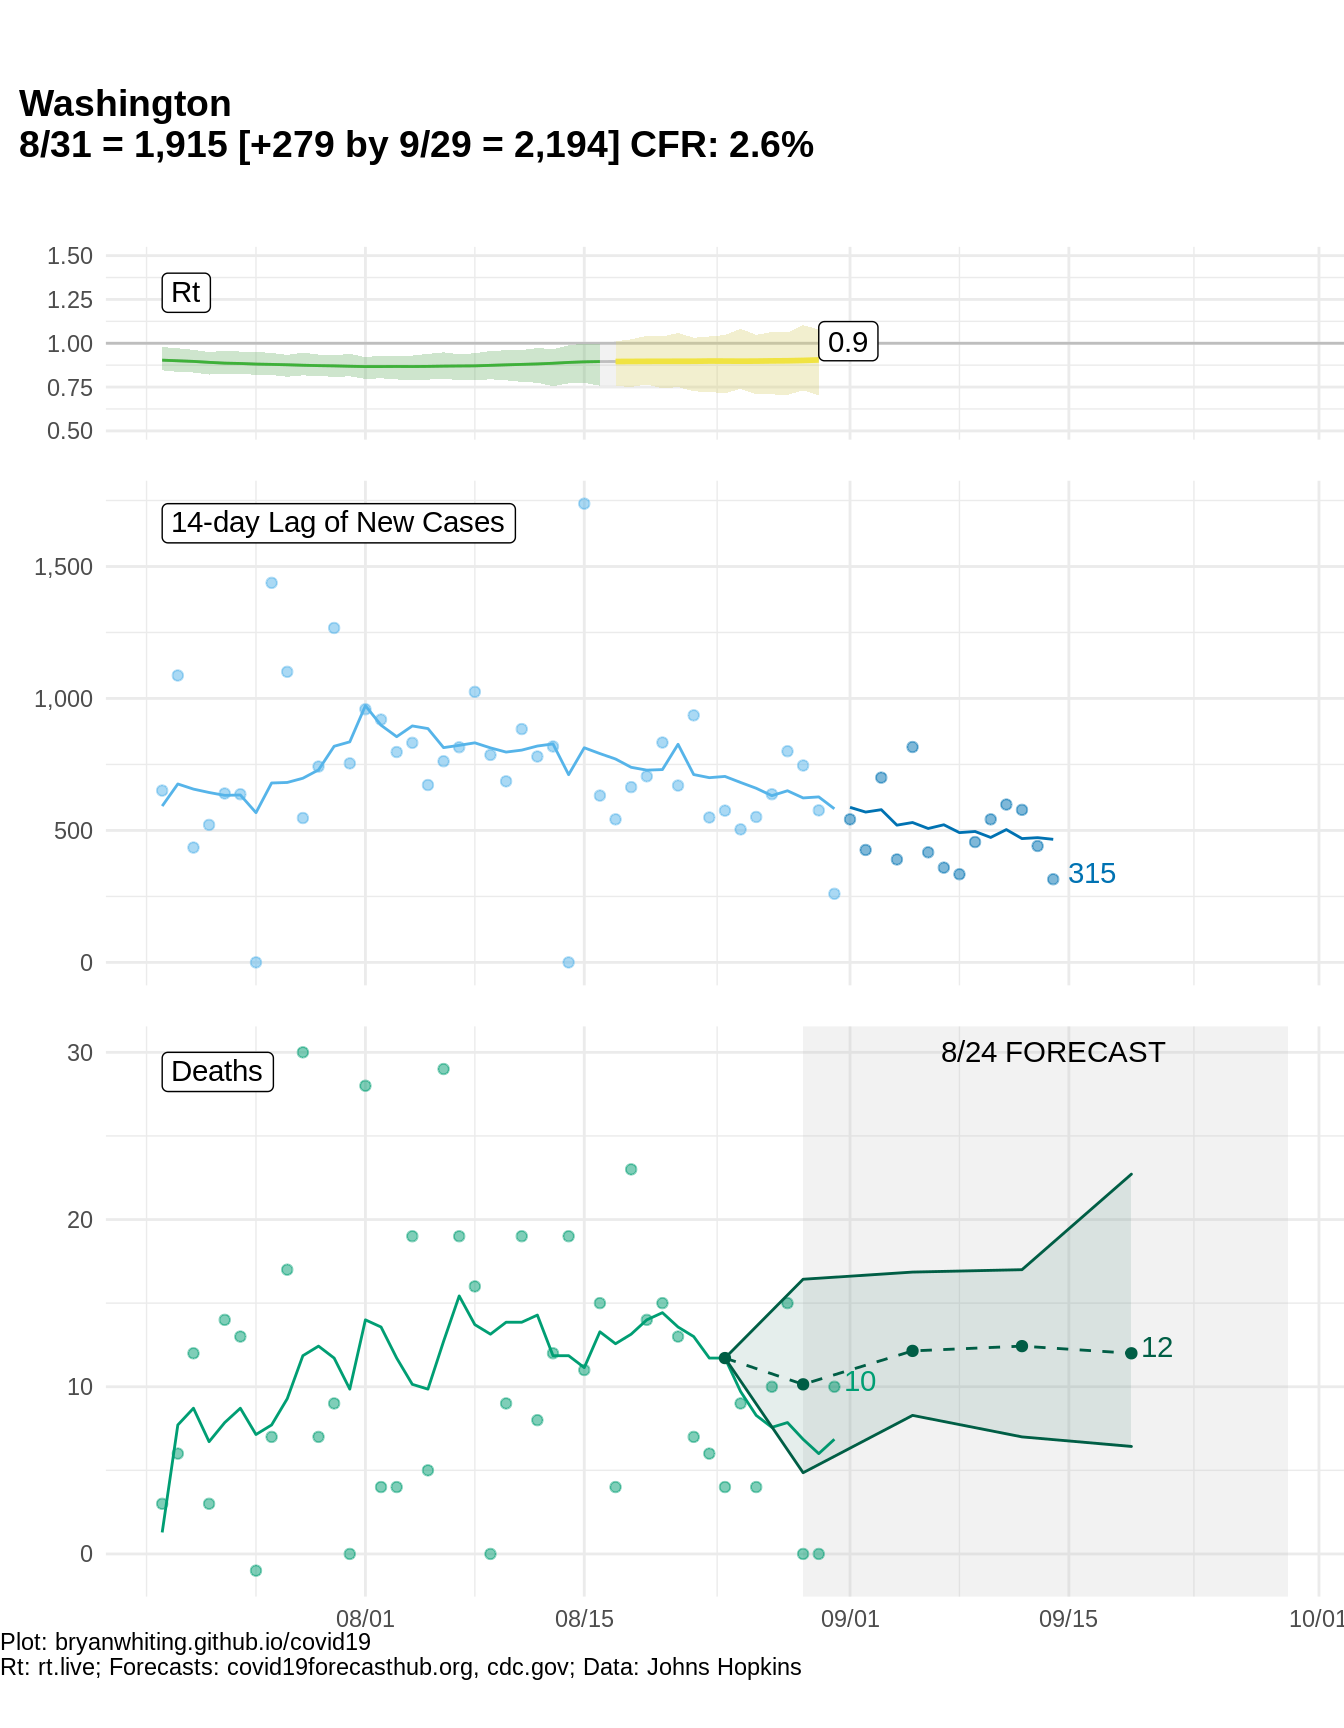 Washington
8/31 = 1,915 [+279 by 9/29 = 2,194] CFR: 2.6%
1.50
1.25
1.00
0.75
0.50
Rt
0.9
14-day Lag of New Cases
1,500
1,000
500
0
315
Deaths
8/24 FORECAST
30
20
10
0
12
10
08/01 08/15 09/01 09/15 10/01
Plot: bryanwhiting.github.io/covid19
Rt: rt.live; Forecasts: covid19forecasthub.org, cdc.gov; Data: Johns Hopkins